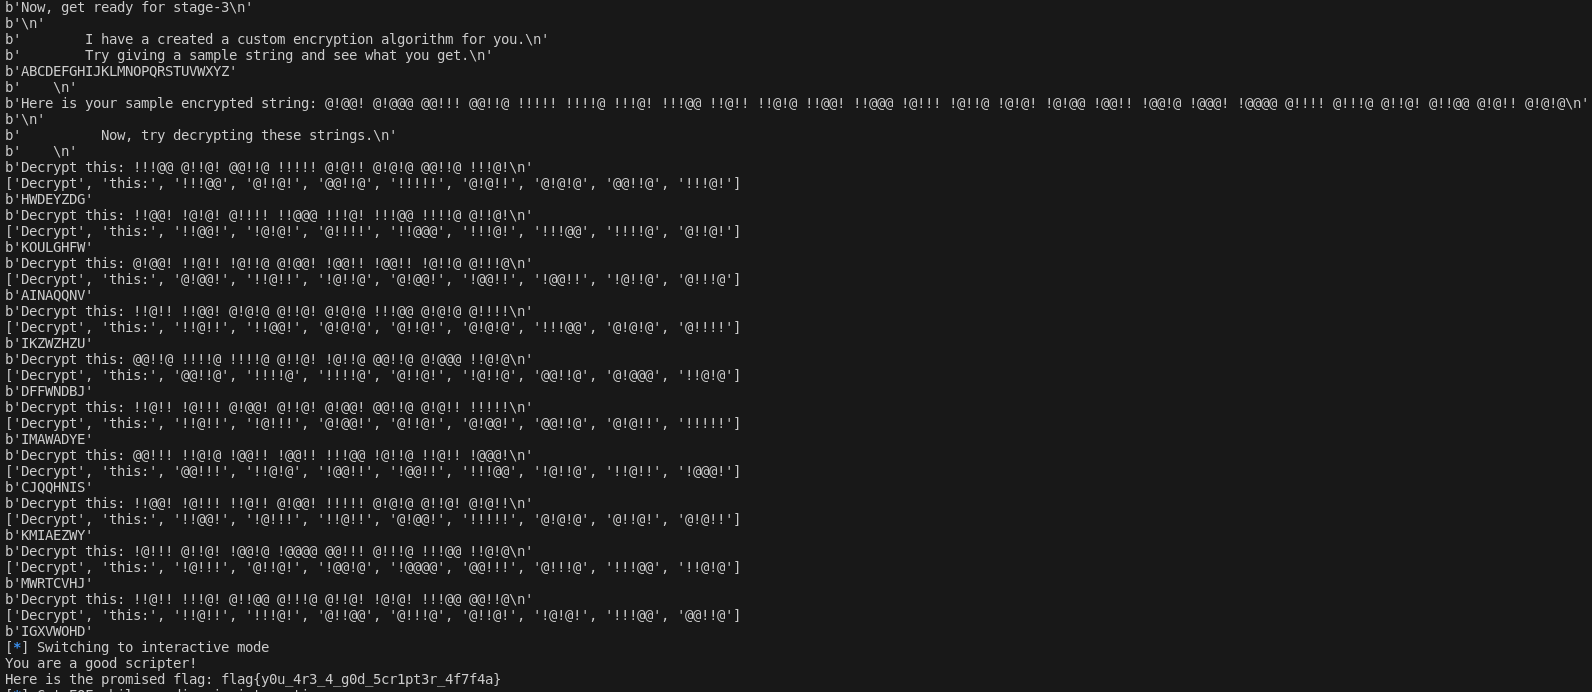 b'Now, get ready for stage-3\n'
b'\n'
b'        I have a created a custom encryption algorithm for you.\n'
b'        Try giving a sample string and see what you get.\n'
b'ABCDEFGHIJKLMNOPQRSTUVWXYZ'
b'    \n'
b'Here is your sample encrypted string: @!@@! @!@@@ @@!!! @@!!@ !!!!! !!!!@ !!!@! !!!@@ !!@!! !!@!@ !!@@! !!@@@ !@!!! !@!!@ !@!@! !@!@@ !@@!! !@@!@ !@@@! !@@@@ @!!!! @!!!@ @!!@! @!!@@ @!@!! @!@!@\n'
b'\n'
b'          Now, try decrypting these strings.\n'
b'    \n'
b'Decrypt this: !!!@@ @!!@! @@!!@ !!!!! @!@!! @!@!@ @@!!@ !!!@!\n'
['Decrypt', 'this:', '!!!@@', '@!!@!', '@@!!@', '!!!!!', '@!@!!', '@!@!@', '@@!!@', '!!!@!']
b'HWDEYZDG'
b'Decrypt this: !!@@! !@!@! @!!!! !!@@@ !!!@! !!!@@ !!!!@ @!!@!\n'
['Decrypt', 'this:', '!!@@!', '!@!@!', '@!!!!', '!!@@@', '!!!@!', '!!!@@', '!!!!@', '@!!@!']
b'KOULGHFW'
b'Decrypt this: @!@@! !!@!! !@!!@ @!@@! !@@!! !@@!! !@!!@ @!!!@\n'
['Decrypt', 'this:', '@!@@!', '!!@!!', '!@!!@', '@!@@!', '!@@!!', '!@@!!', '!@!!@', '@!!!@']
b'AINAQQNV'
b'Decrypt this: !!@!! !!@@! @!@!@ @!!@! @!@!@ !!!@@ @!@!@ @!!!!\n'
['Decrypt', 'this:', '!!@!!', '!!@@!', '@!@!@', '@!!@!', '@!@!@', '!!!@@', '@!@!@', '@!!!!']
b'IKZWZHZU'
b'Decrypt this: @@!!@ !!!!@ !!!!@ @!!@! !@!!@ @@!!@ @!@@@ !!@!@\n'
['Decrypt', 'this:', '@@!!@', '!!!!@', '!!!!@', '@!!@!', '!@!!@', '@@!!@', '@!@@@', '!!@!@']
b'DFFWNDBJ'
b'Decrypt this: !!@!! !@!!! @!@@! @!!@! @!@@! @@!!@ @!@!! !!!!!\n'
['Decrypt', 'this:', '!!@!!', '!@!!!', '@!@@!', '@!!@!', '@!@@!', '@@!!@', '@!@!!', '!!!!!']
b'IMAWADYE'
b'Decrypt this: @@!!! !!@!@ !@@!! !@@!! !!!@@ !@!!@ !!@!! !@@@!\n'
['Decrypt', 'this:', '@@!!!', '!!@!@', '!@@!!', '!@@!!', '!!!@@', '!@!!@', '!!@!!', '!@@@!']
b'CJQQHNIS'
b'Decrypt this: !!@@! !@!!! !!@!! @!@@! !!!!! @!@!@ @!!@! @!@!!\n'
['Decrypt', 'this:', '!!@@!', '!@!!!', '!!@!!', '@!@@!', '!!!!!', '@!@!@', '@!!@!', '@!@!!']
b'KMIAEZWY'
b'Decrypt this: !@!!! @!!@! !@@!@ !@@@@ @@!!! @!!!@ !!!@@ !!@!@\n'
['Decrypt', 'this:', '!@!!!', '@!!@!', '!@@!@', '!@@@@', '@@!!!', '@!!!@', '!!!@@', '!!@!@']
b'MWRTCVHJ'
b'Decrypt this: !!@!! !!!@! @!!@@ @!!!@ @!!@! !@!@! !!!@@ @@!!@\n'
['Decrypt', 'this:', '!!@!!', '!!!@!', '@!!@@', '@!!!@', '@!!@!', '!@!@!', '!!!@@', '@@!!@']
b'IGXVWOHD'
[*] Switching to interactive mode
You are a good scripter!
Here is the promised flag: flag{y0u_4r3_4_g0d_5cr1pt3r_4f7f4a}